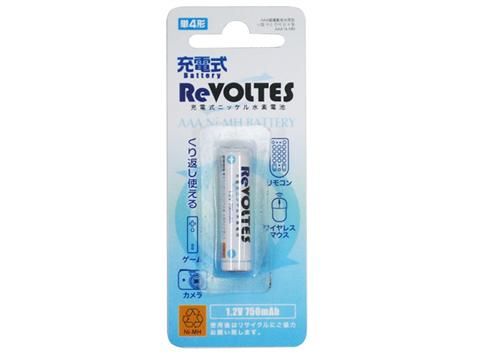 単4形
充電式
Battery
ReVOLTES
充電式ニッケル水素電池
AAA Ni-MH BATTERY
くり返し使える
リモコン
ワイヤレス
マウス
ゲーム
カメラ
ReVOLTES
1.2V 750mAh
Ni-MH
使用後はリサイクルにご協力
お願い致します。